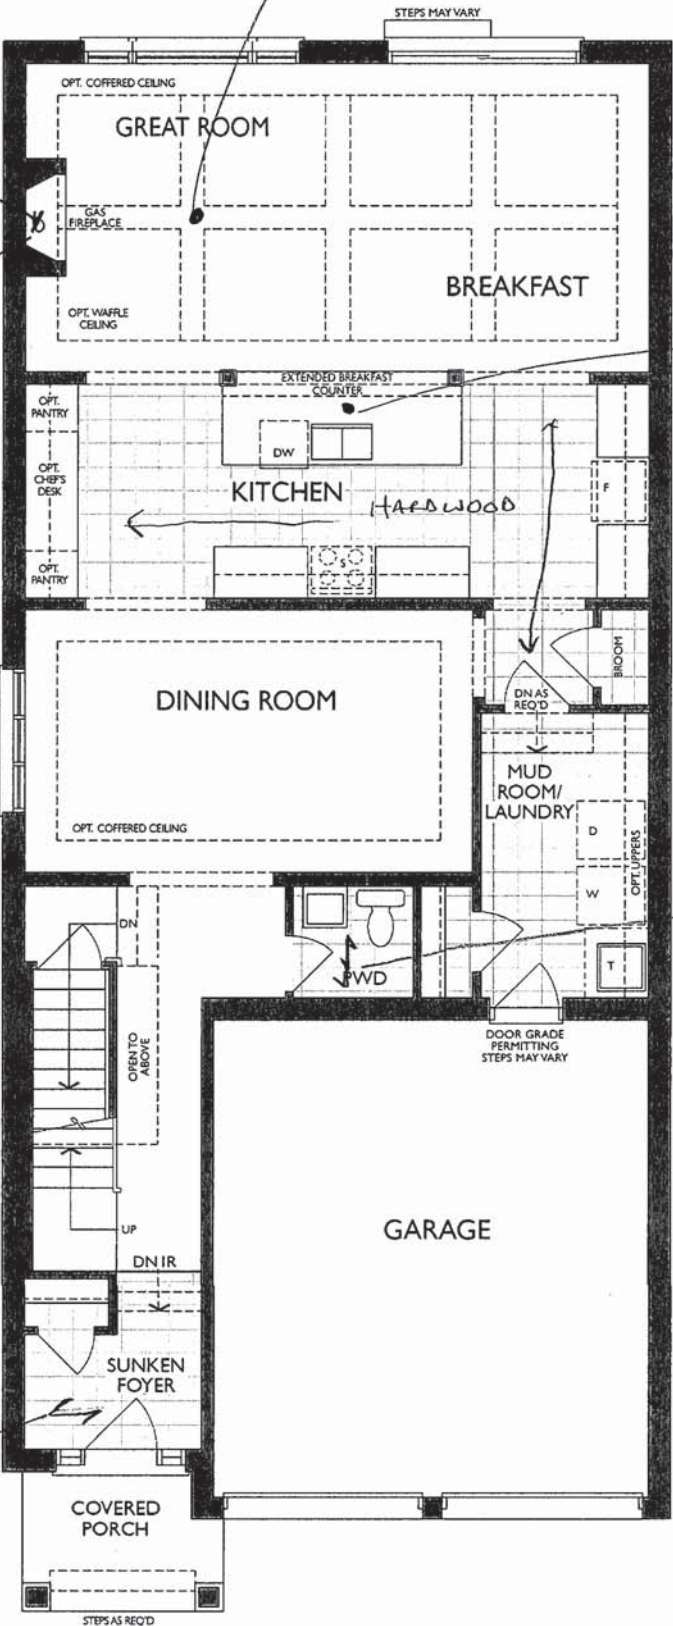 STEPS MAY VARY
OPT. COFFERED CEILING
GREAT ROOM
GAS
FIREPLACE
BREAKFAST
OPT. WAFFLE
CEILING
EXTENDED BREAKFAST
COUNTER
OPT.
PANTRY
DW
OPT.
CHEF'S
DESK
KITCHEN
F
HARDWOOD
OPT.
PANTRY
S
BROOM
DINING ROOM
DN AS
REQ'D
MUD
ROOM/
LAUNDRY
OPT. COFFERED CEILING
D
OPT. UPPERS
W
DN
PWD
T
OPEN TO
ABOVE
DOOR GRADE
PERMITTING
STEPS MAY VARY
UP
GARAGE
DN 1R
SUNKEN
FOYER
COVERED
PORCH
STEPS AS REQ'D